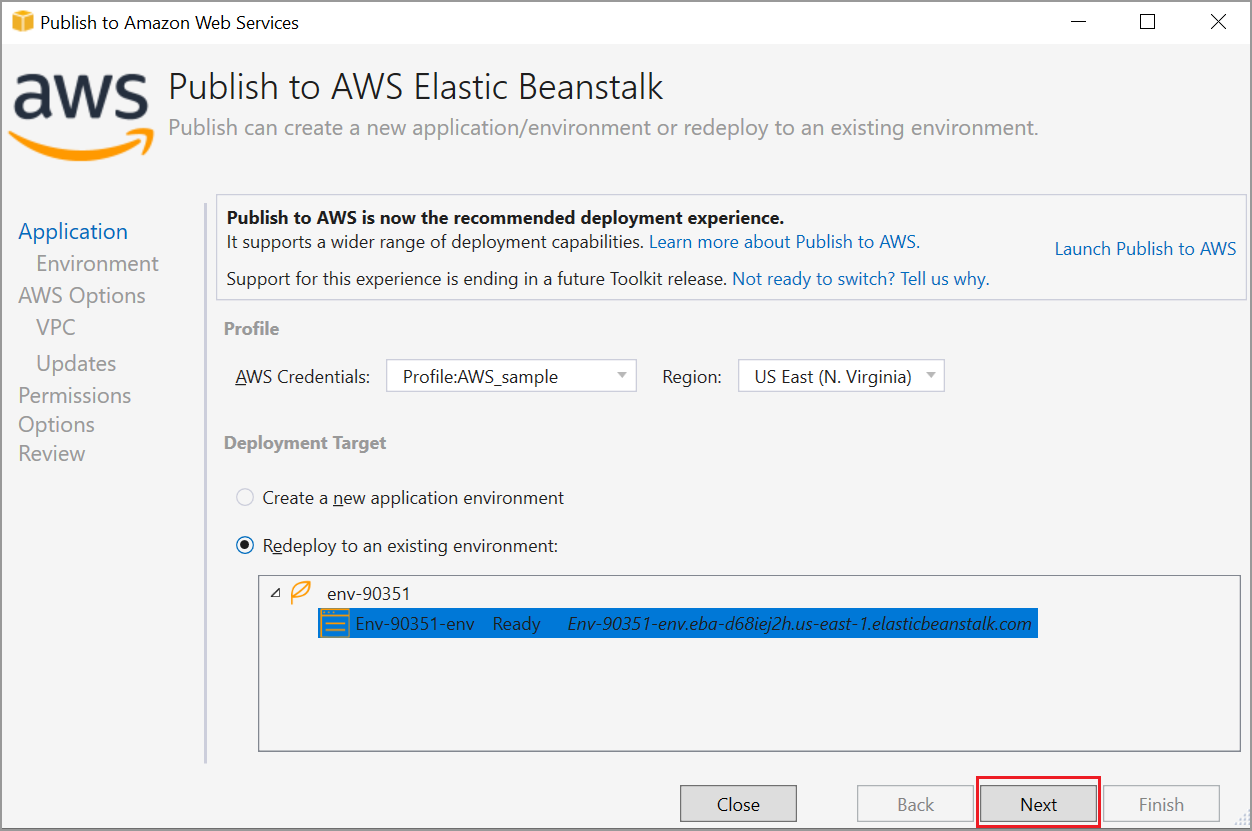 Publish to Amazon Web Services
aws
Publish to AWS Elastic Beanstalk
Publish can create a new application/environment or redeploy to an existing environment.
Application
Environment
AWS Options
VPC
Updates
Permissions
Options
Review
Publish to AWS is now the recommended deployment experience.
It supports a wider range of deployment capabilities. Learn more about Publish to AWS.
Launch Publish to AWS
Support for this experience is ending in a future Toolkit release. Not ready to switch? Tell us why.
Profile
AWS Credentials: Profile:AWS_sample Region: US East (N. Virginia)
Deployment Target
Create a new application environment
Redeploy to an existing environment:
env-90351
Env-90351-env Ready Env-90351-env.eba-d68iej2h.us-east-1.elasticbeanstalk.com
Close Back Next Finish